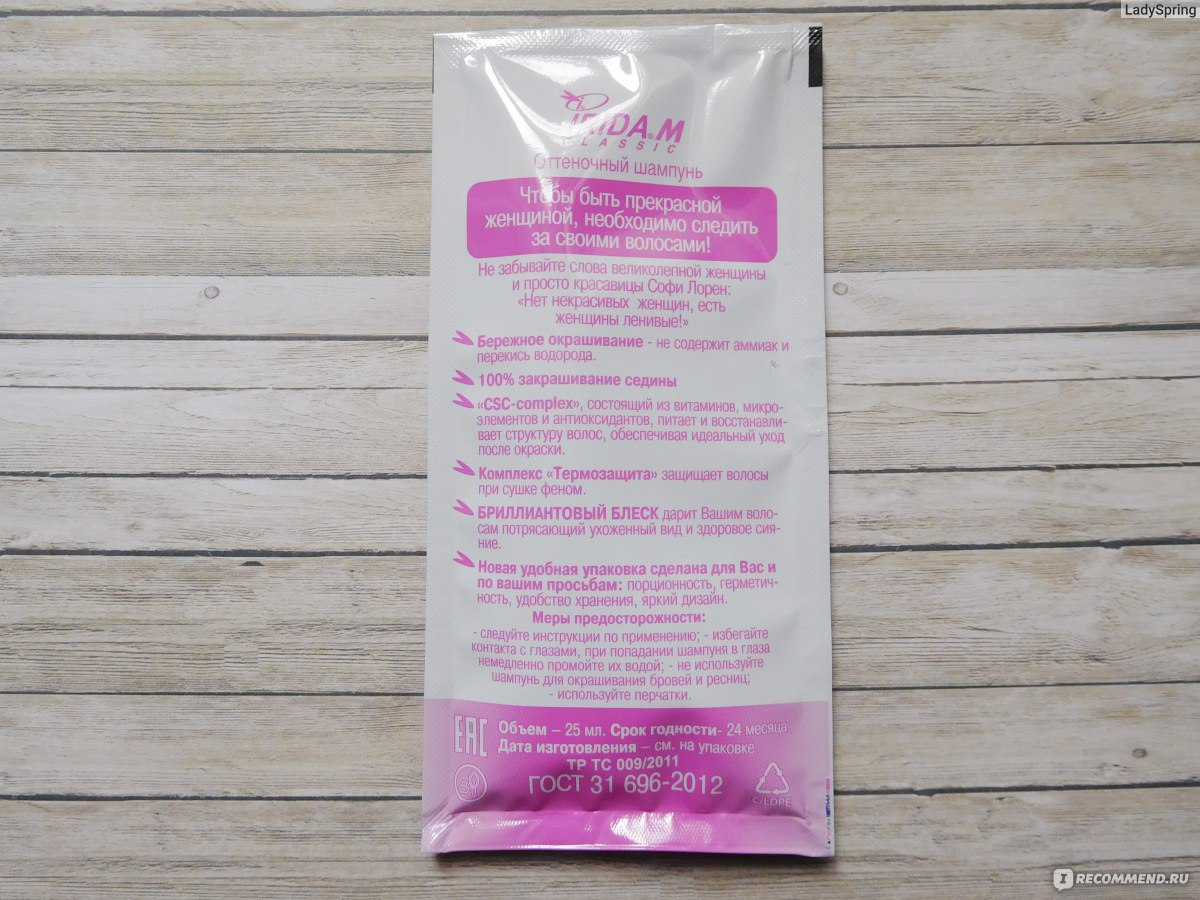 LadySpring
IRIDA.M
CLASSIC
Оттеночный шампунь
Чтобы быть прекрасной
женщиной, необходимо следить
за своими волосами!
Не забывайте слова великолепной женщины
и просто красавицы Софи Лорен:
«Нет некрасивых женщин, есть
женщины ленивые!»
Бережное окрашивание - не содержит аммиак и
перекись водорода.
100% закрашивание седины
«CSC-complex», состоящий из витаминов, микро-
элементов и антиоксидантов, питает и восстанавли-
вает структуру волос, обеспечивая идеальный уход
после окраски.
Комплекс «Термозащита» защищает волосы
при сушке феном.
БРИЛЛИАНТОВЫЙ БЛЕСК дарит Вашим воло-
сам потрясающий ухоженный вид и здоровое сия-
ние.
Новая удобная упаковка сделана для Вас и
по вашим просьбам: порционность, герметич-
ность, удобство хранения, яркий дизайн.
Меры предосторожности:
- следуйте инструкции по применению; - избегайте
контакта с глазами, при попадании шампуня в глаза
немедленно промойте их водой; - не используйте
шампунь для окрашивания бровей и ресниц;
- используйте перчатки.
EAC
Объем – 25 мл. Срок годности- 24 месяца.
Дата изготовления – см. на упаковке
ТР ТС 009/2011
ГОСТ 31 696-2012
C/LDPE
IRECOMMEND.RU